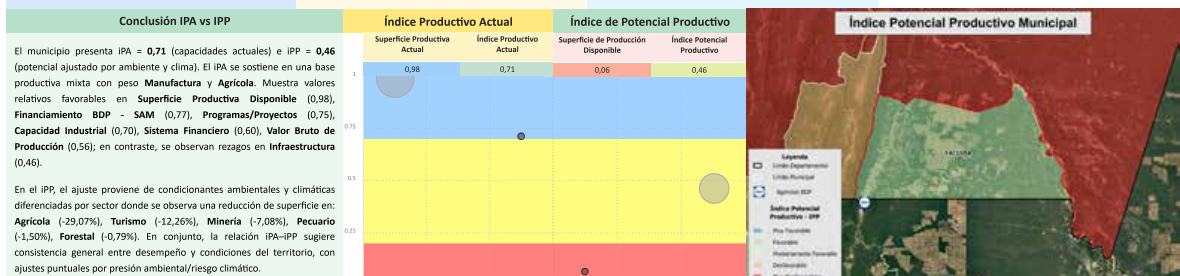 Conclusión IPA vs IPP
El municipio presenta iPA = 0,71 (capacidades actuales) e iPP = 0,46
(potencial ajustado por ambiente y clima). El iPA se sostiene en una base
productiva mixta con peso Manufactura y Agrícola. Muestra valores
relativos favorables en Superficie Productiva Disponible (0,98),
Financiamiento BDP - SAM (0,77), Programas/Proyectos (0,75),
Capacidad Industrial (0,70), Sistema Financiero (0,60), Valor Bruto de
Producción (0,56); en contraste, se observan rezagos en Infraestructura
(0,46).
En el iPP, el ajuste proviene de condicionantes ambientales y climáticas
diferenciadas por sector donde se observa una reducción de superficie en:
Agrícola (-29,07%), Turismo (-12,26%), Minería (-7,08%), Pecuario
(-1,50%), Forestal (-0,79%). En conjunto, la relación iPA–iPP sugiere
consistencia general entre desempeño y condiciones del territorio, con
ajustes puntuales por presión ambiental/riesgo climático.
Índice Productivo Actual
Índice de Potencial Productivo
Superficie Productiva
Actual
Índice Productivo
Actual
Superficie de Producción
Disponible
Índice Potencial
Productivo
0,98
0,71
0,06
0,46
1
0.75
0.5
0.25
Índice Potencial Productivo Municipal
Leyenda
Límite Departamento
Límite Municipal
Agencias BDP
Índice Potencial
Productivo - IPP
Muy Favorable
Favorable
Medianamente Favorable
Desfavorable